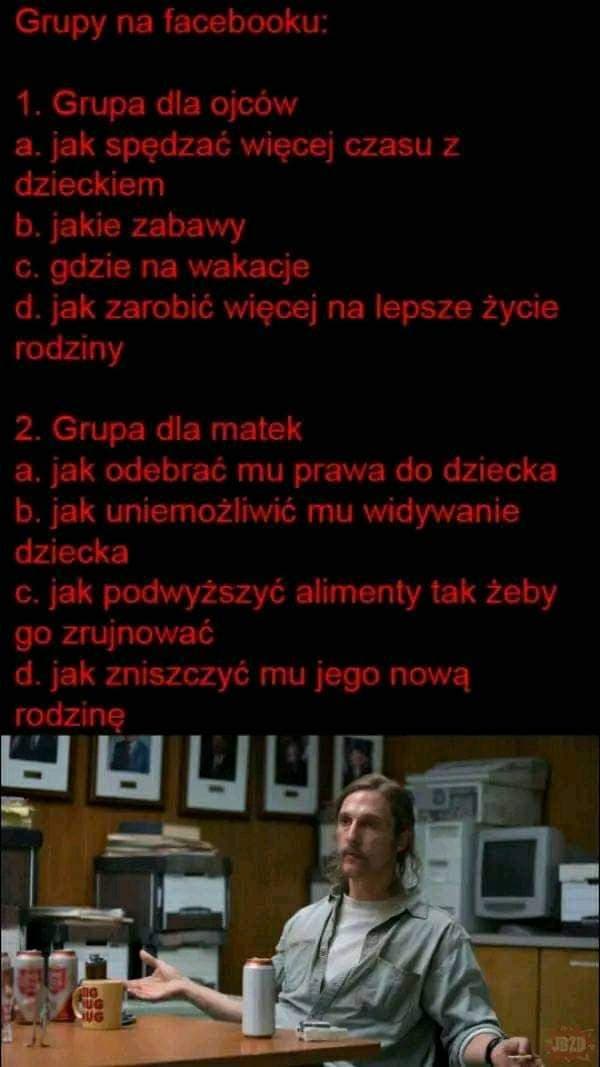 Grupy na facebooku:
1. Grupa dla ojców
a. jak spędzać więcej czasu z
dzieckiem
b. jakie zabawy
c. gdzie na wakacje
d. jak zarobić więcej na lepsze życie
rodziny
2. Grupa dla matek
a. jak odebrać mu prawa do dziecka
b. jak uniemożliwić mu widywanie
dziecka
c. jak podwyższyć alimenty tak żeby
go zrujnować
d. jak zniszczyć mu jego nową
rodzinę
UG
UG
JBZD